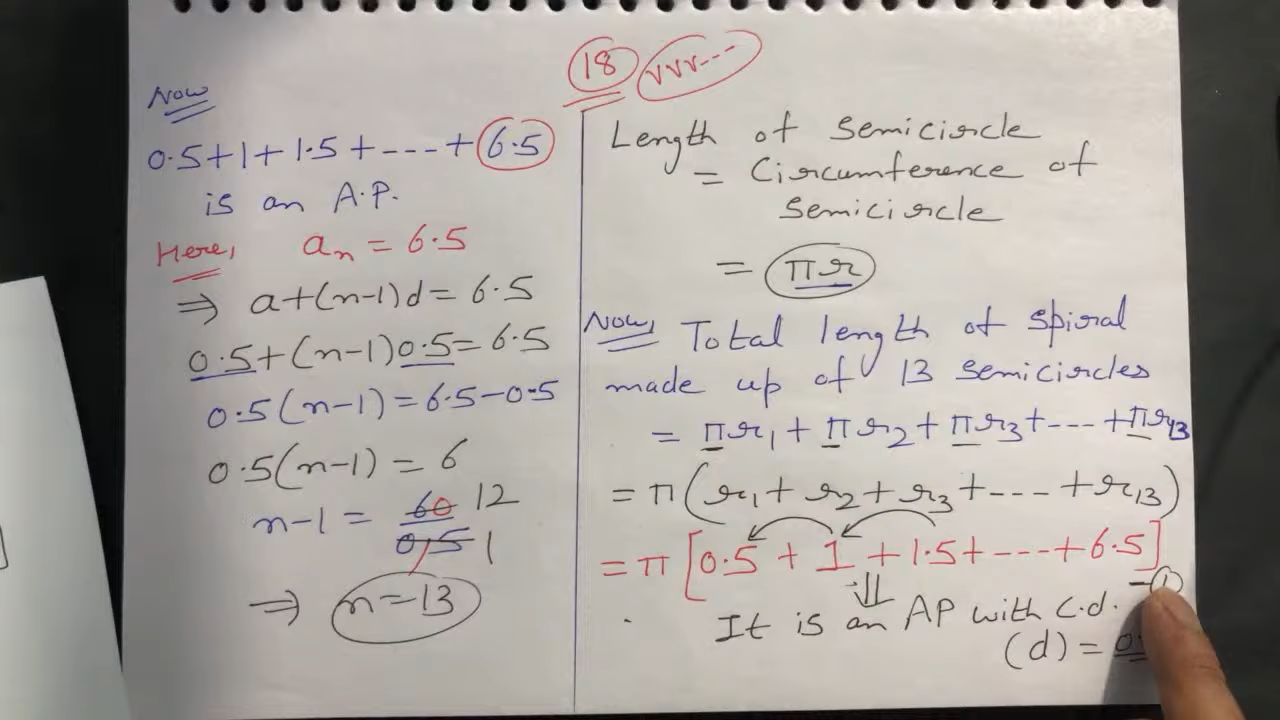 18 √√√---
Now
0.5+1+1.5+---+6.5
is an A.P.
Here, aₙ = 6.5
⇒ a+(n-1)d = 6.5
0.5+(n-1)0.5 = 6.5
0.5(n-1) = 6.5-0.5
0.5(n-1) = 6
n-1 = 60/0.5 12/1
⇒ n=13
Length of semicircle
= Circumference of
semicircle
= πr
Now, Total length of spiral
made up of 13 semicircles
= πr₁ + πr₂ + πr₃ +---+ πr₁₃
= π(r₁ + r₂ + r₃ +---- + r₁₃)
= π[0.5 + 1 + 1.5 + --- + 6.5]
⇓
It is an AP with C.d.
(d) =